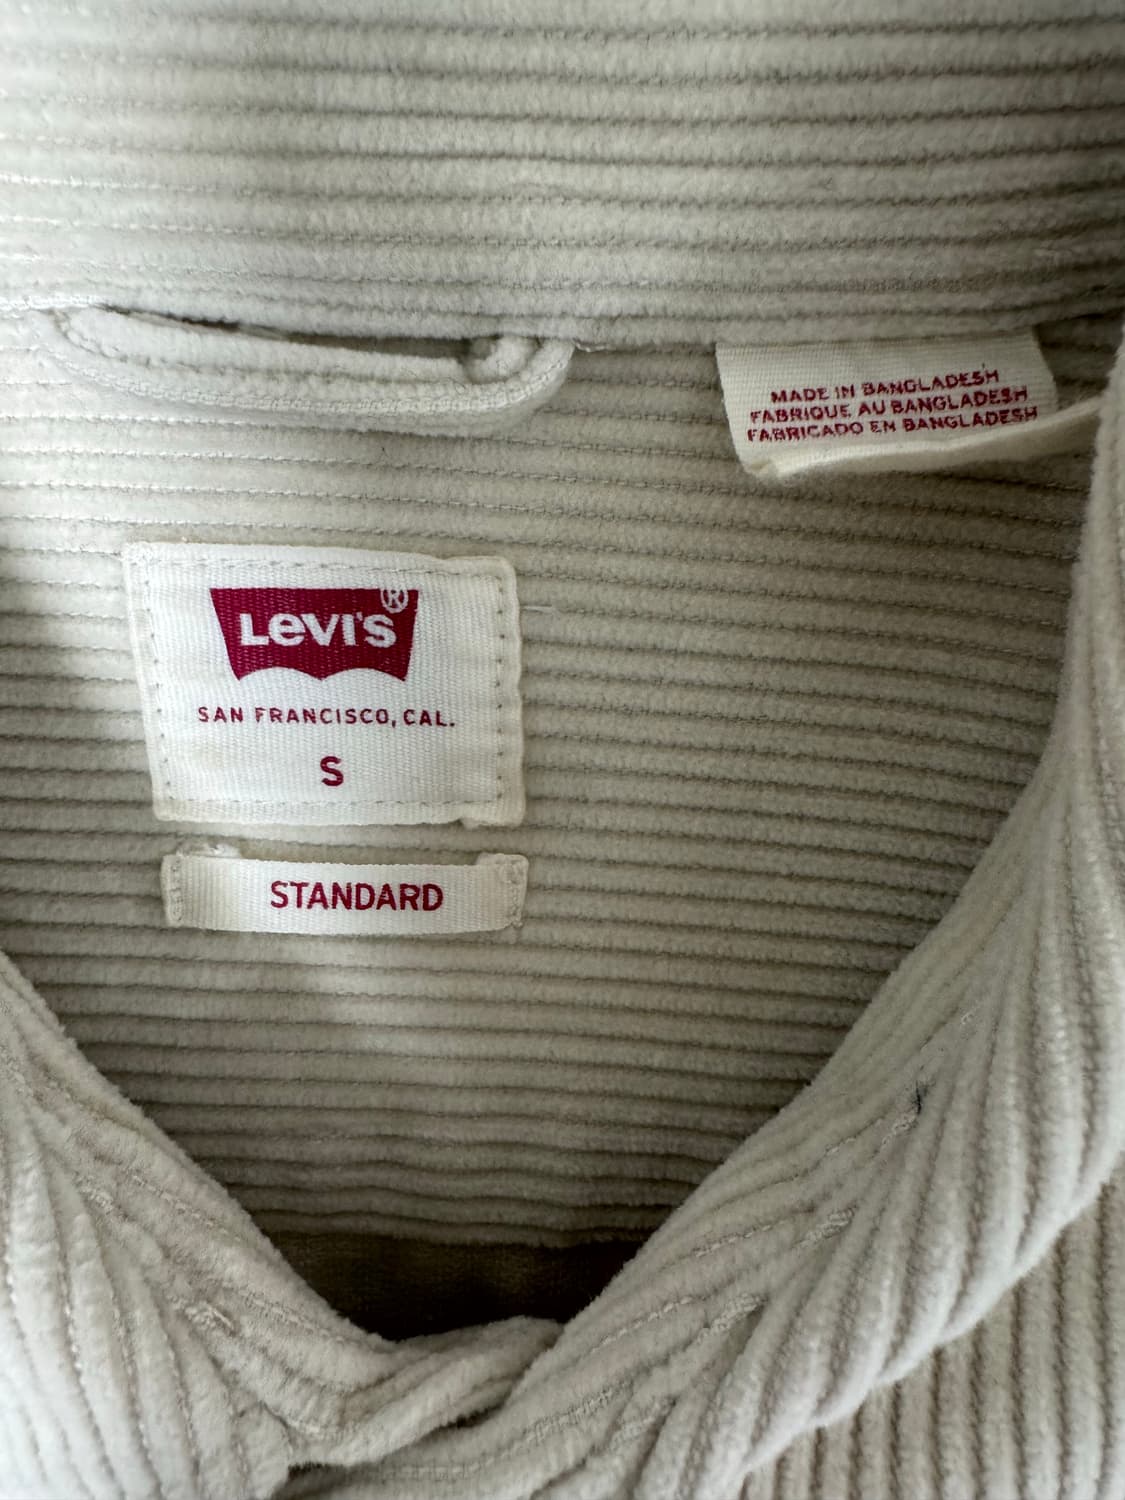 MADE IN BANGLADESH
FABRIQUE AU BANGLADESH
FABRICADO EN BANGLADESH
LEVI'S®
SAN FRANCISCO, CAL.
S
STANDARD